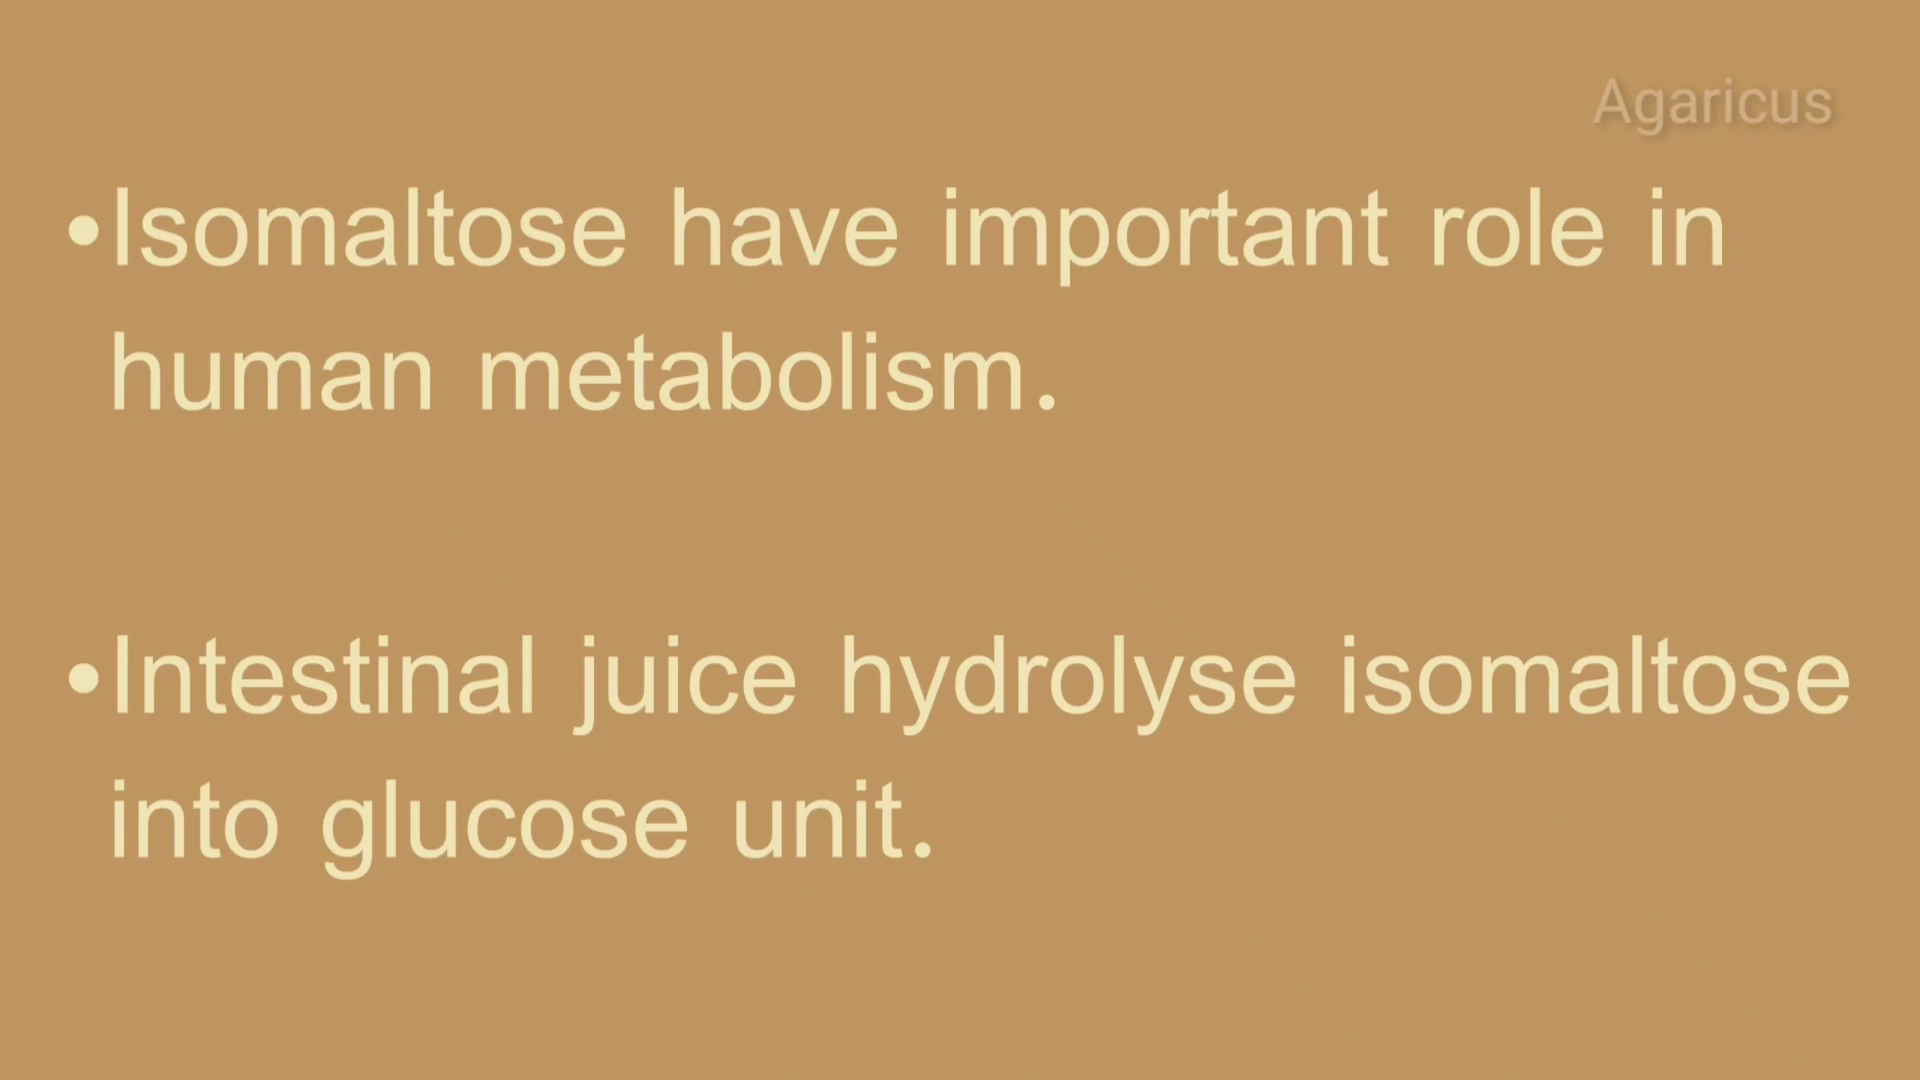 Agaricus
•Isomaltose have important role in
human metabolism.
•Intestinal juice hydrolyse isomaltose
into glucose unit.